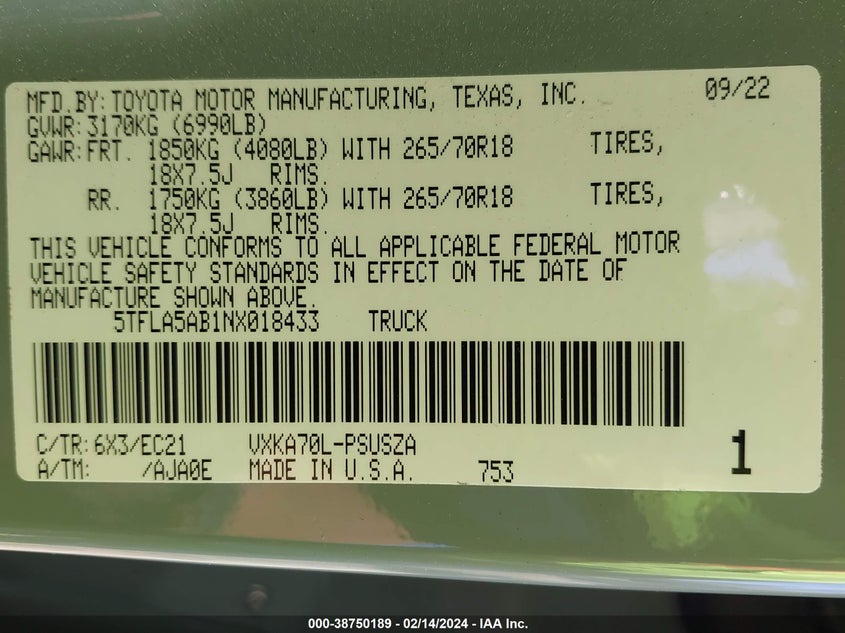 MFD.BY:TOYOTA MOTOR MANUFACTURING, TEXAS, INC. 09/22
GVWR:3170KG (6990LB)
GAWR:FRT. 1850KG (4080LB) WITH 265/70R18 TIRES,
18X7.5J RIMS.
RR. 1750KG (3860LB) WITH 265/70R18 TIRES,
18X7.5J RIMS.
THIS VEHICLE CONFORMS TO ALL APPLICABLE FEDERAL MOTOR
VEHICLE SAFETY STANDARDS IN EFFECT ON THE DATE OF
MANUFACTURE SHOWN ABOVE.
5TFLA5AB1NX018433 TRUCK
C/TR:6X3/EC21 VXKA70L-PSUSZA
A/TM: /AJA0E MADE IN U.S.A. 753 1
000-38750189 - 02/14/2024 - IAA Inc.